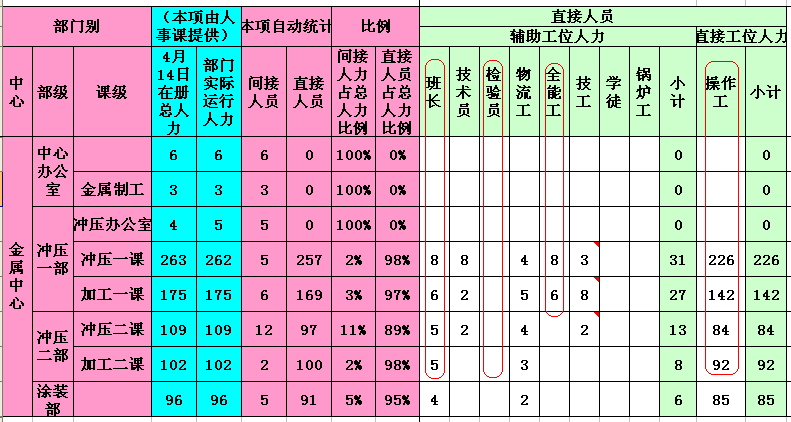 部门别 （本项由人事课提供） 本项自动统计 比例 直接人员
辅助工位人力 直接工位人力
中心 部级 课级 4月14日在册总人力 部门实际运行人力 间接人员 直接人员 间接人力占总人力比例 直接人员占总人力比例 班长 技术员 检验员 物流工 全能工 技工 学徒 锅炉工 小计 操作工 小计
金属中心 中心办公室 6 6 6 0 100% 0% 0 0
金属制工 3 3 3 0 100% 0% 0 0
冲压一部 冲压办公室 4 5 5 0 100% 0% 0 0
冲压一课 263 262 5 257 2% 98% 8 8 4 8 3 31 226 226
加工一课 175 175 6 169 3% 97% 6 2 5 6 8 27 142 142
冲压二部 冲压二课 109 109 12 97 11% 89% 5 2 4 2 13 84 84
加工二课 102 102 2 100 2% 98% 5 3 8 92 92
涂装部 96 96 5 91 5% 95% 4 2 6 85 85